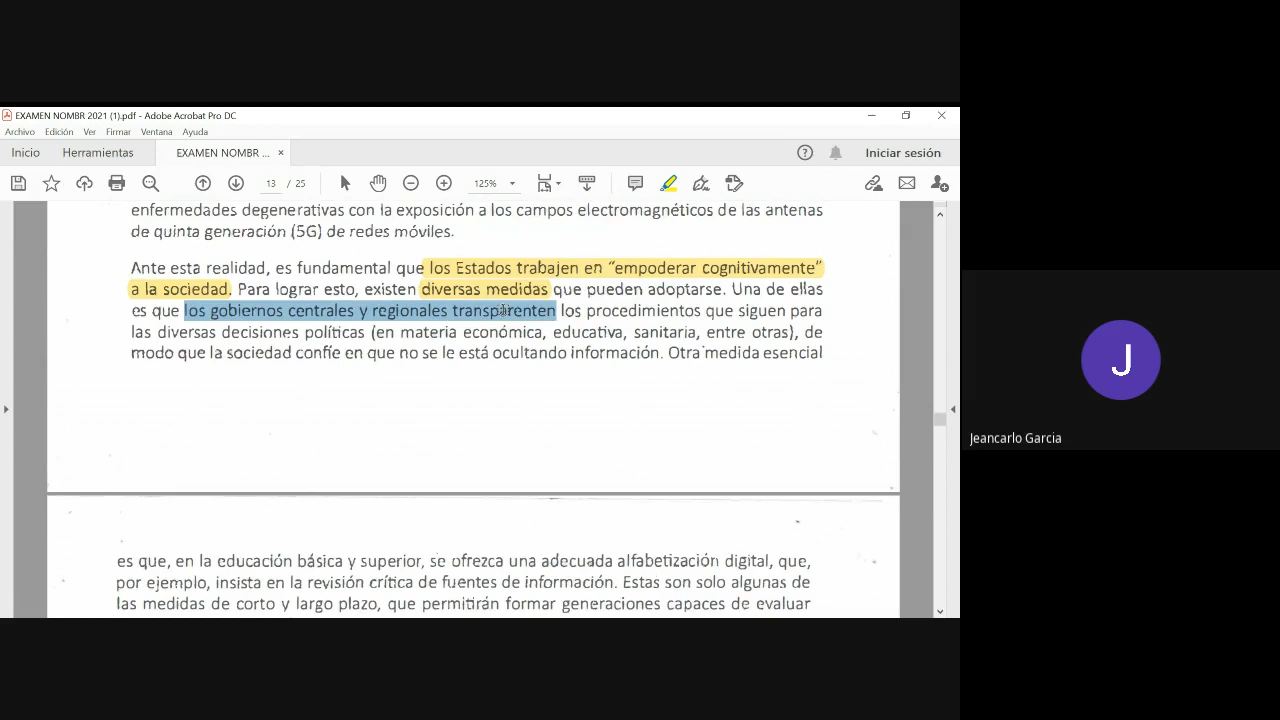 EXAMEN NOMBR 2021 (1).pdf - Adobe Acrobat Pro DC
Archivo Edición Ver Firmar Ventana Ayuda
Inicio Herramientas EXAMEN NOMBR ... × Iniciar sesión
13 / 25 125%
enfermedades degenerativas con la exposición a los campos electromagnéticos de las antenas
de quinta generación (5G) de redes móviles.
Ante esta realidad, es fundamental que los Estados trabajen en “empoderar cognitivamente”
a la sociedad. Para lograr esto, existen diversas medidas que pueden adoptarse. Una de ellas
es que los gobiernos centrales y regionales transparenten los procedimientos que siguen para
las diversas decisiones políticas (en materia económica, educativa, sanitaria, entre otras), de
modo que la sociedad confíe en que no se le está ocultando información. Otra medida esencial
es que, en la educación básica y superior, se ofrezca una adecuada alfabetización digital, que,
por ejemplo, insista en la revisión crítica de fuentes de información. Estas son solo algunas de
las medidas de corto y largo plazo, que permitirán formar generaciones capaces de evaluar
J
Jeancarlo Garcia